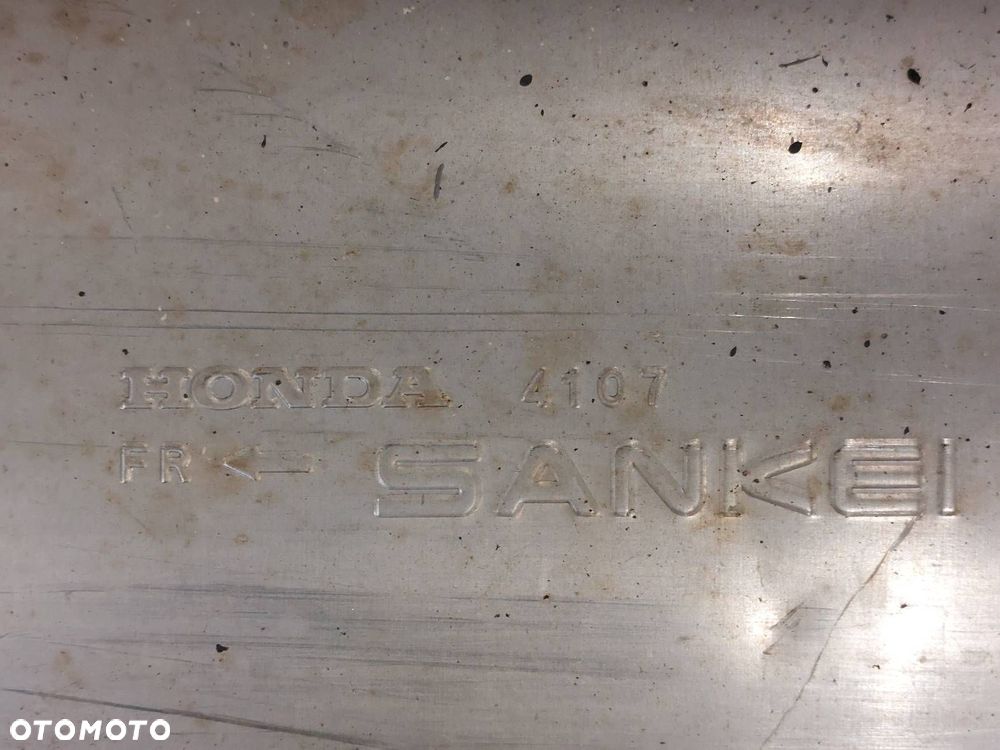 HONDA 4107
FR ← SANKEI
OTOMOTO